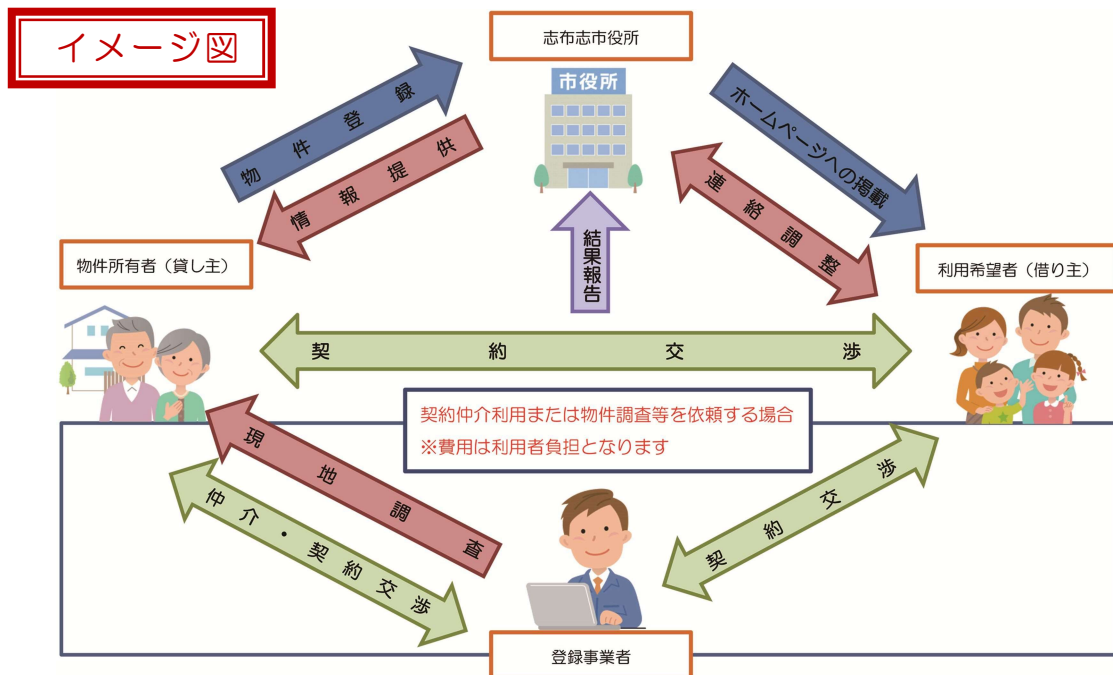 イメージ図
志布志市役所
市役所
物件登録
情報提供
ホームページへの掲載
連絡調整
結果報告
物件所有者（貸し主）
利用希望者（借り主）
契約交渉
契約仲介利用または物件調査等を依頼する場合
※費用は利用者負担となります
現地調査
仲介・契約交渉
契約交渉
登録事業者